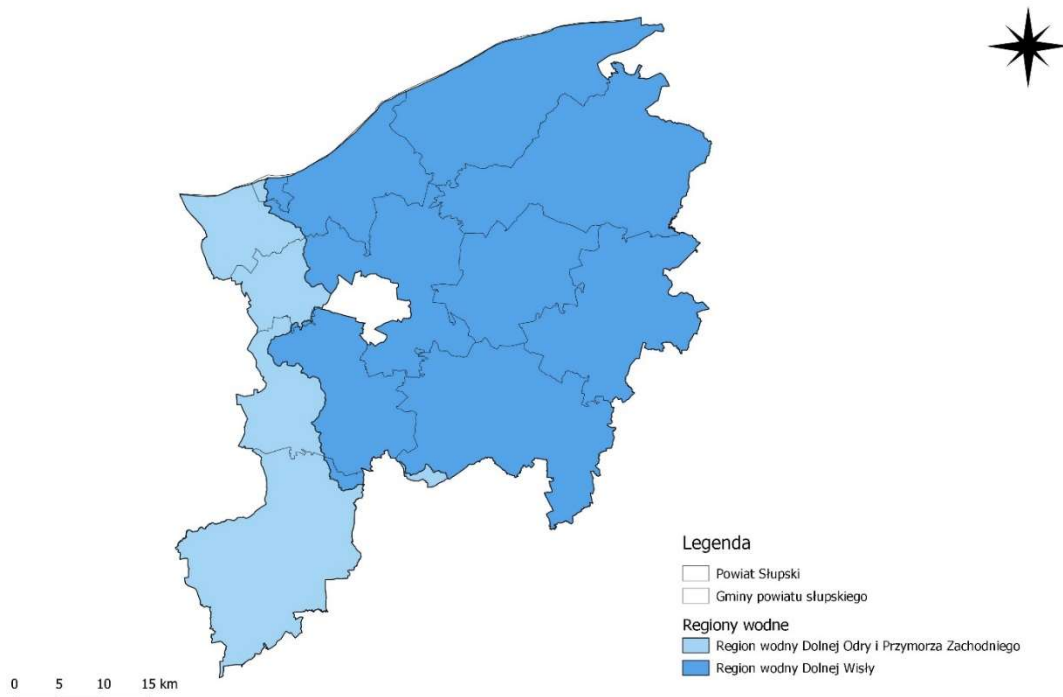 Legenda
Powiat Słupski
Gminy powiatu słupskiego
Regiony wodne
Region wodny Dolnej Odry i Przymorza Zachodniego
Region wodny Dolnej Wisły
0 5 10 15 km